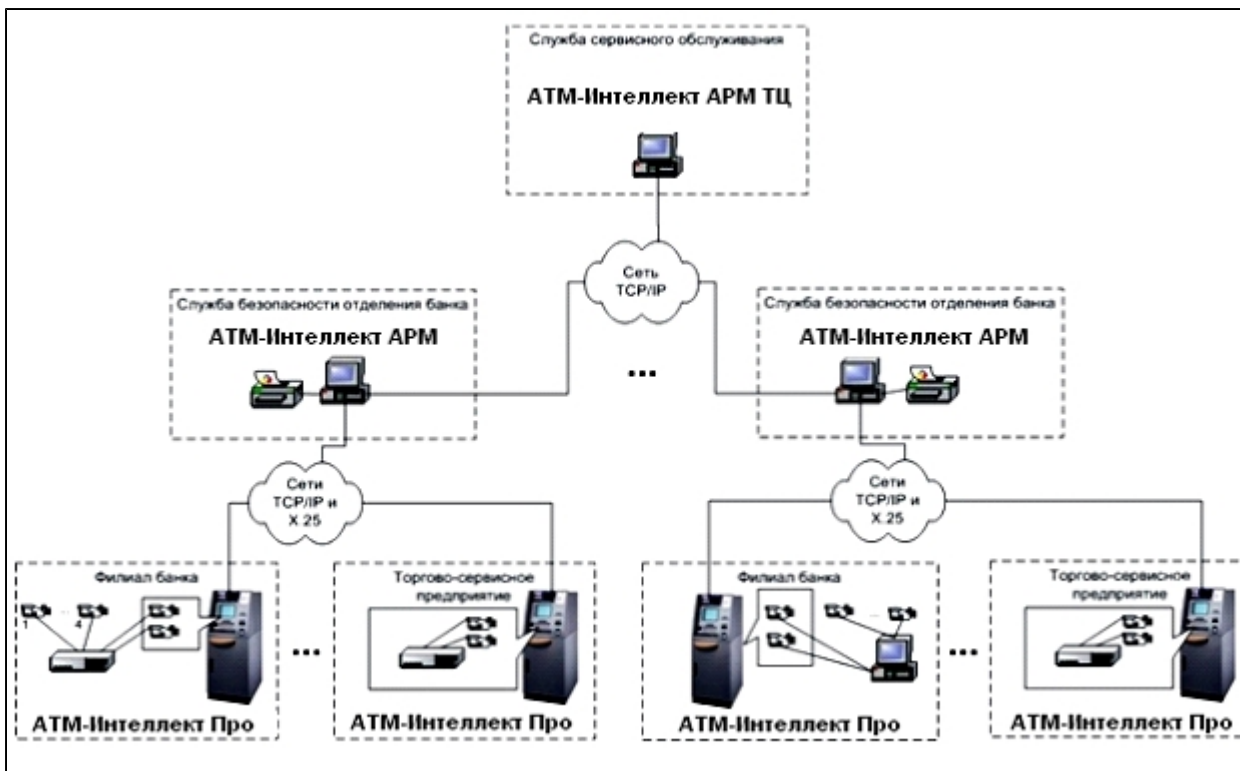 Служба сервисного обслуживания
АТМ-Интеллект АРМ ТЦ
Сеть
TCP/IP
Служба безопасности отделения банка
АТМ-Интеллект АРМ
Служба безопасности отделения банка
АТМ-Интеллект АРМ
...
Сети
TCP/IP и
X.25
Сети
TCP/IP и
X.25
Филиал банка
1
...
4
АТМ-Интеллект Про
...
Торгово-сервисное
предприятие
АТМ-Интеллект Про
Филиал банка
...
АТМ-Интеллект Про
...
Торгово-сервисное
предприятие
АТМ-Интеллект Про